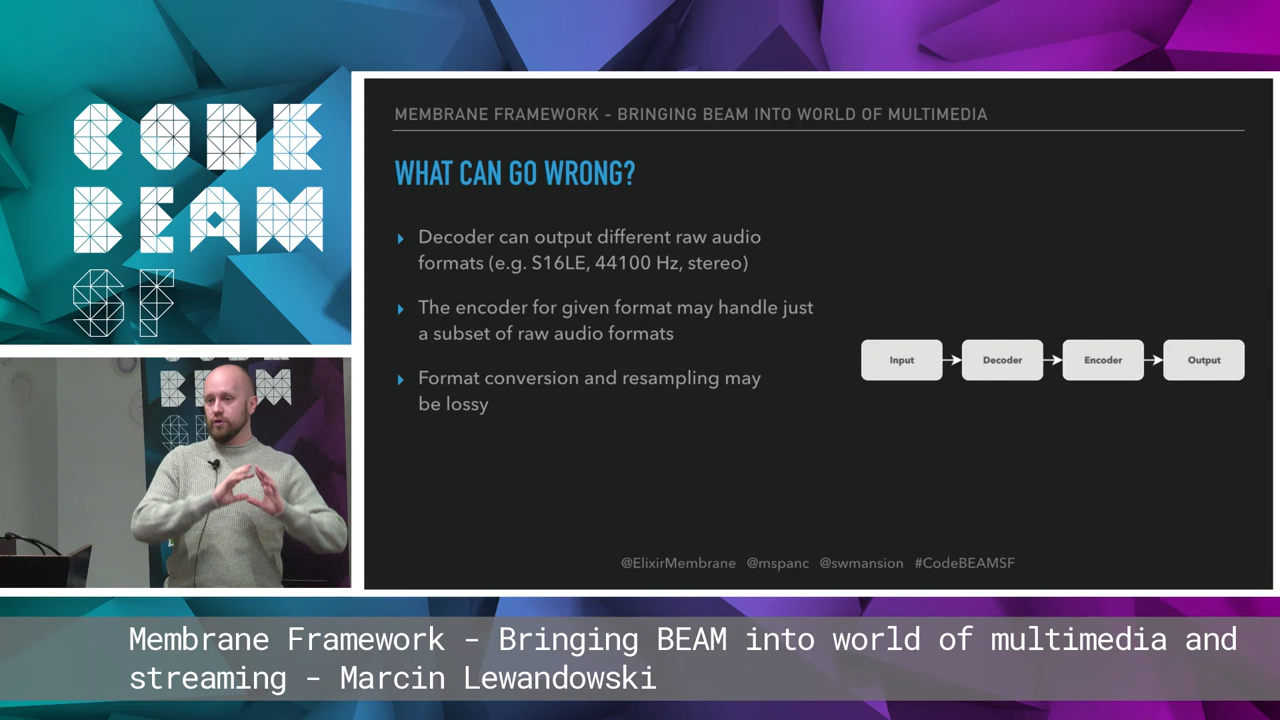 CODE
BEAM
SF
MEMBRANE FRAMEWORK - BRINGING BEAM INTO WORLD OF MULTIMEDIA
WHAT CAN GO WRONG?
Decoder can output different raw audio
formats (e.g. S16LE, 44100 Hz, stereo)
The encoder for given format may handle just
a subset of raw audio formats
Format conversion and resampling may
be lossy
Input
Decoder
Encoder
Output
@ElixirMembrane @mspanc @swmansion #CodeBEAMSF
BEAM
SF
Membrane Framework - Bringing BEAM into world of multimedia and
streaming - Marcin Lewandowski